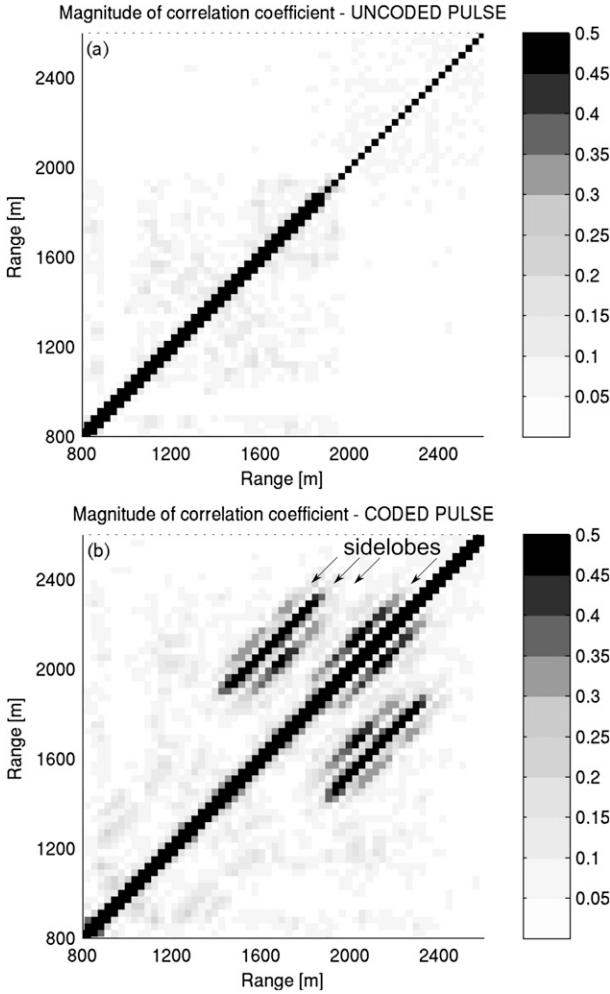 Magnitude of correlation coefficient - UNCODED PULSE
(a)
2600
2400
2000
1600
1200
800
Range [m]
800 1200 1600 2000 2400
Range [m]
0.5
0.45
0.4
0.35
0.3
0.25
0.2
0.15
0.1
0.05
Magnitude of correlation coefficient - CODED PULSE
(b)
sidelobes
2400
2000
1600
1200
800
Range [m]
800 1200 1600 2000 2400
Range [m]
0.5
0.45
0.4
0.35
0.3
0.25
0.2
0.15
0.1
0.05